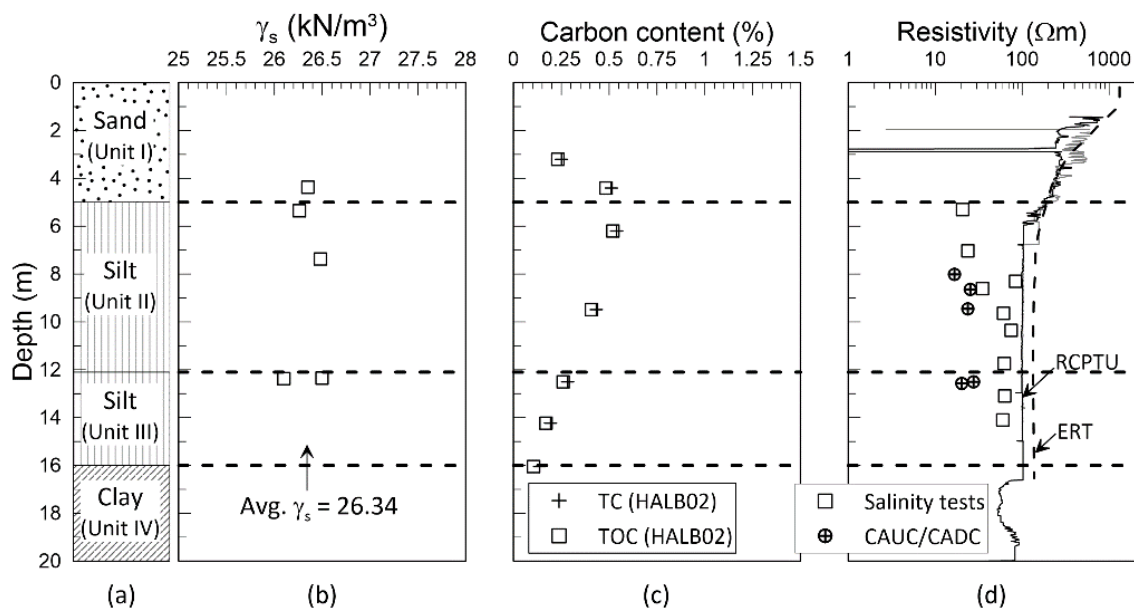 γs (kN/m³)
Carbon content (%)
Resistivity (Ωm)
25 25.5 26 26.5 27 27.5 28
0 0.25 0.5 0.75 1 1.25 1.5
1 10 100 1000
Depth (m)
0
2
4
6
8
10
12
14
16
18
20
Sand
(Unit I)
Silt
(Unit II)
Silt
(Unit III)
Clay
(Unit IV)
Avg. γs = 26.34
TC (HALB02)
TOC (HALB02)
RCPTU
ERT
Salinity tests
CAUC/CADC
(a)
(b)
(c)
(d)